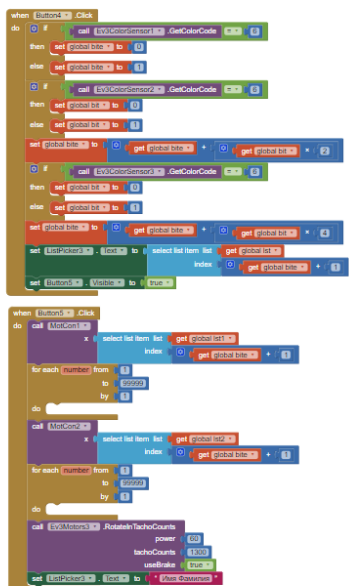 when Button4 .Click
do if call Ev3ColorSensor1 .GetColorCode = 6
then set global bite to 0
else set global bite to 1
if call Ev3ColorSensor2 .GetColorCode = 6
then set global bit to 0
else set global bit to 1
set global bite to get global bite + get global bit * 2
if call Ev3ColorSensor3 .GetColorCode = 6
then set global bit to 0
else set global bit to 1
set global bite to get global bite + get global bit * 4
set ListPicker3 . Text to select list item list get global lst
index get global bite + 1
set Button5 . Visible to true
when Button5 .Click
do call MotCon1
x select list item list get global lst1
index get global bite + 1
for each number from 1
to 99999
by 1
do
call MotCon2
x select list item list get global lst2
index get global bite + 1
for each number from 1
to 99999
by 1
do
call Ev3Motors3 .RotateInTachoCounts
power 60
tachoCounts 1300
useBrake true
set ListPicker3 . Text to " Имя Фамилия "